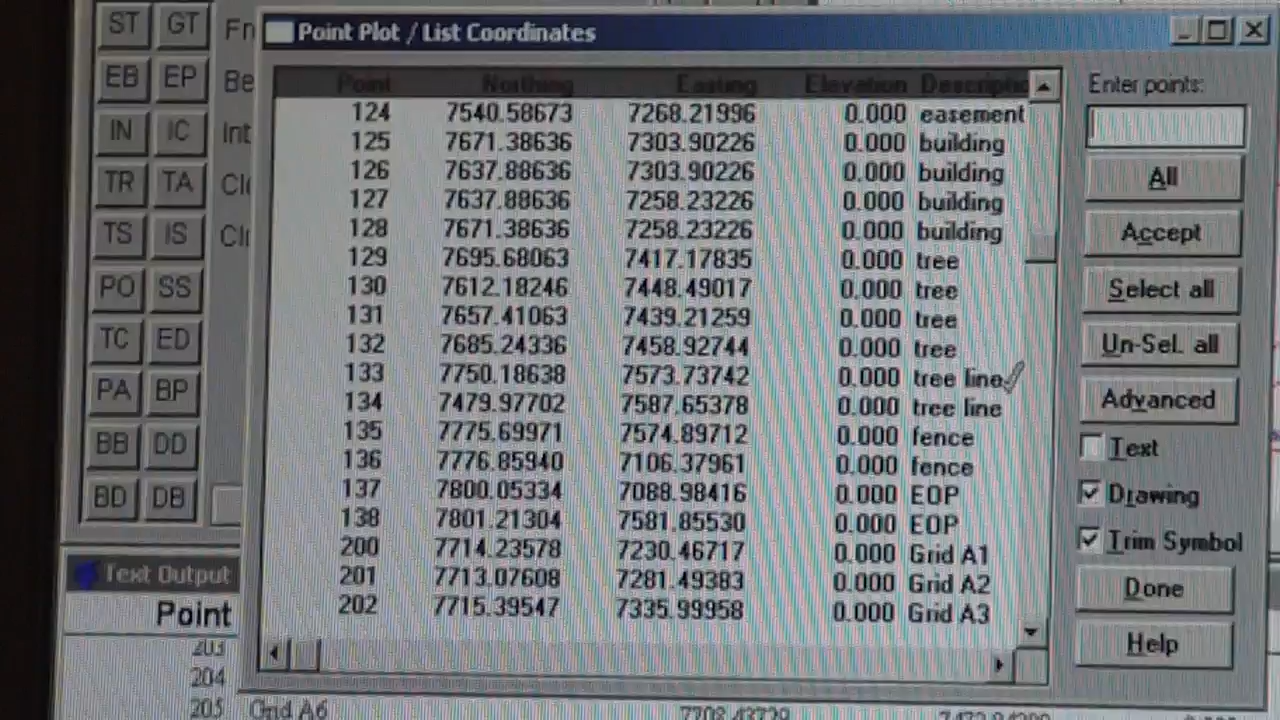 ST GT Fr
EB EP Be
IN IC Int
TR TA Cl
TS IS Cl
PO SS
TC ED
PA BP
BB DD
BD DB
Point Plot / List Coordinates
Point Northing Easting Elevation Descriptio
124 7540.58673 7268.21996 0.000 easement
125 7671.38636 7303.90226 0.000 building
126 7637.88636 7303.90226 0.000 building
127 7637.88636 7258.23226 0.000 building
128 7671.38636 7258.23226 0.000 building
129 7695.68063 7417.17835 0.000 tree
130 7612.18246 7448.49017 0.000 tree
131 7657.41063 7439.21259 0.000 tree
132 7685.24336 7458.92744 0.000 tree
133 7750.18638 7573.73742 0.000 tree line
134 7479.97702 7587.65378 0.000 tree line
135 7775.69971 7574.89712 0.000 fence
136 7776.85940 7106.37961 0.000 fence
137 7800.05334 7088.98416 0.000 EOP
138 7801.21304 7581.85530 0.000 EOP
200 7714.23578 7230.46717 0.000 Grid A1
201 7713.07608 7281.49383 0.000 Grid A2
202 7715.39547 7335.99958 0.000 Grid A3
Enter points:
All
Accept
Select all
Un-Sel. all
Advanced
Text
Drawing
Trim Symbol
Done
Help
Text Output
Point
203
204
205 Grid A6